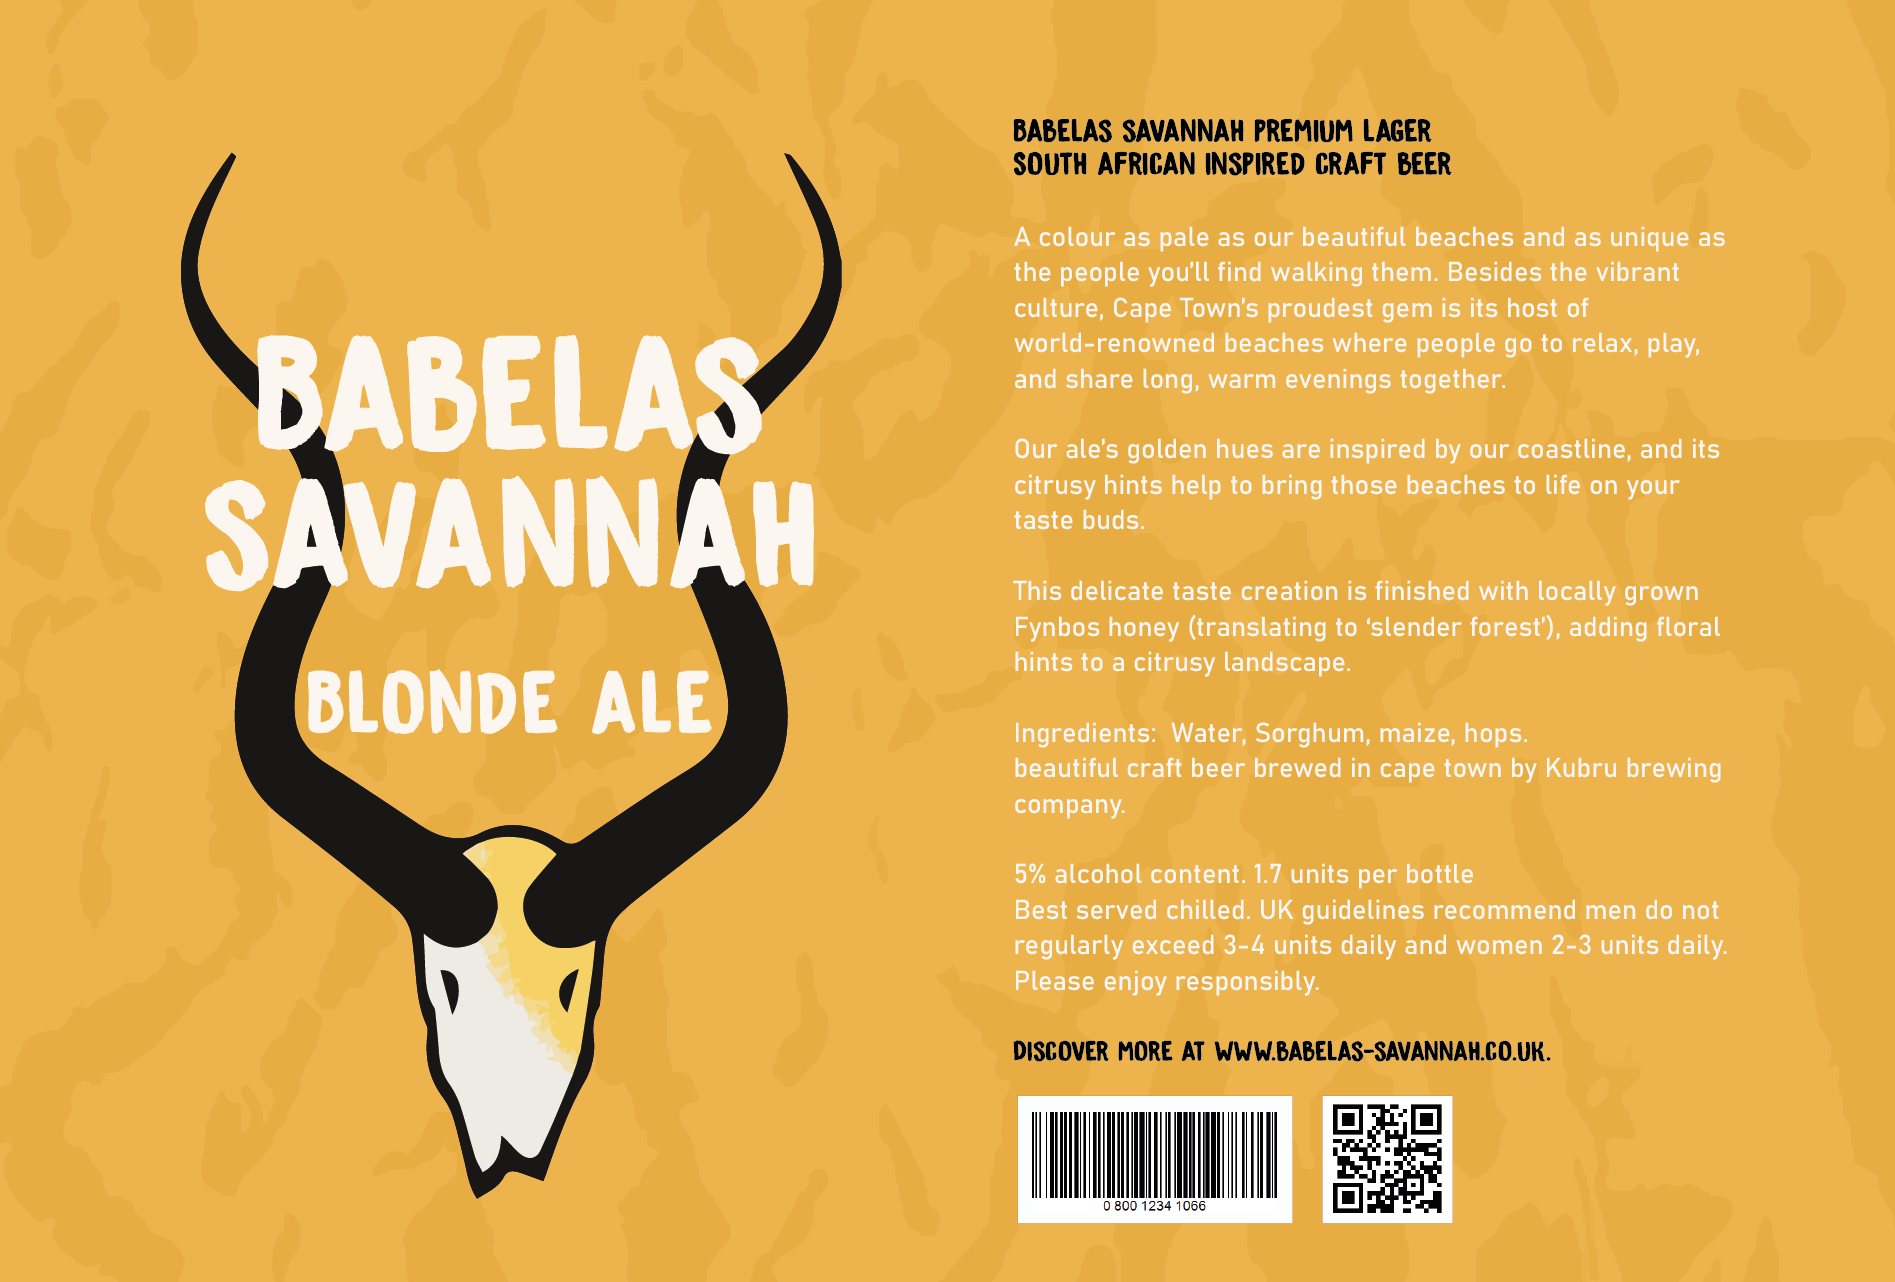 BABELAS
SAVANNAH
BLONDE ALE
BABELAS SAVANNAH PREMIUM LAGER
SOUTH AFRICAN INSPIRED CRAFT BEER
A colour as pale as our beautiful beaches and as unique as
the people you'll find walking them. Besides the vibrant
culture, Cape Town's proudest gem is its host of
world-renowned beaches where people go to relax, play,
and share long, warm evenings together.
Our ale's golden hues are inspired by our coastline, and its
citrusy hints help to bring those beaches to life on your
taste buds.
This delicate taste creation is finished with locally grown
Fynbos honey (translating to 'slender forest'), adding floral
hints to a citrusy landscape.
Ingredients:  Water, Sorghum, maize, hops.
beautiful craft beer brewed in cape town by Kubru brewing
company.
5% alcohol content. 1.7 units per bottle
Best served chilled. UK guidelines recommend men do not
regularly exceed 3-4 units daily and women 2-3 units daily.
Please enjoy responsibly.
DISCOVER MORE AT WWW.BABELAS-SAVANNAH.CO.UK.
0 800 1234 1066